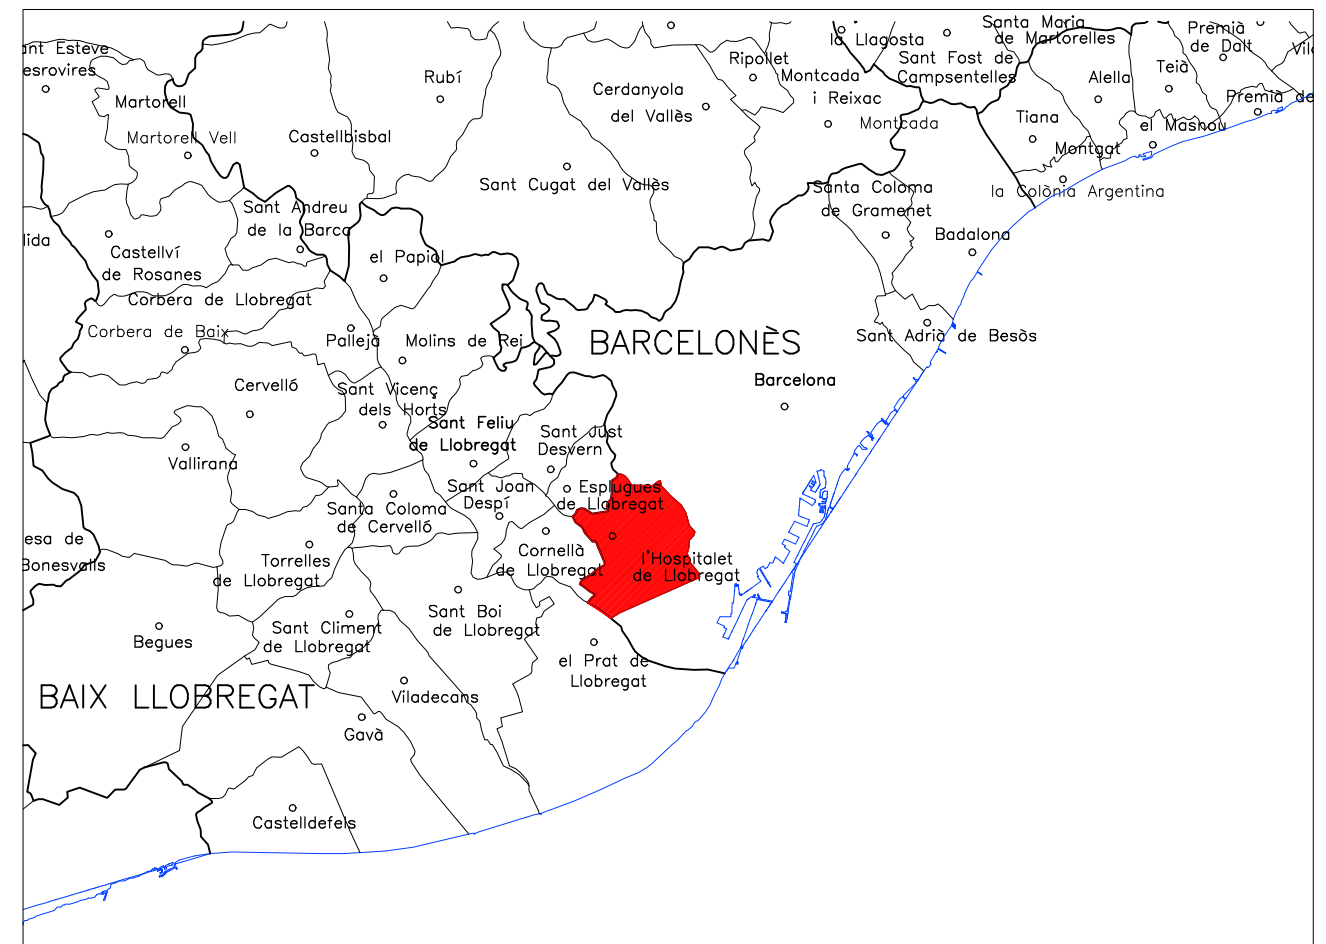 Santa Maria
de Martorelles
la Llagosta
Premià
de Dalt
Vil
ant Esteve
esrovires
Rubí
Ripollet
Sant Fost de
Campsentelles
Montcada
i Reixac
Alella
Teià
Cerdanyola
del Vallès
Martorell
Premià de
Tiana
Montcada
el Masnou
Martorell Vell
Castellbisbal
Montgat
Sant Cugat del Vallès
Santa Coloma
de Gramenet
la Colònia Argentina
Sant Andreu
de la Barca
Badalona
lida
Castellví
de Rosanes
el Papiol
Corbera de Llobregat
Corbera de Baix
Pallejà
Molins de Rei
BARCELONÈS
Sant Adrià de Besòs
Barcelona
Cervelló
Sant Vicenç
dels Horts
Sant Feliu
de Llobregat
Sant Just
Desvern
Vallirana
Sant Joan
Despí
Esplugues
de Llobregat
Santa Coloma
de Cervelló
esa de
Bonesvalls
Torrelles
de Llobregat
Cornellà
de Llobregat
l'Hospitalet
de Llobregat
Sant Boi
de Llobregat
Begues
Sant Climent
de Llobregat
el Prat de
Llobregat
BAIX LLOBREGAT
Viladecans
Gavà
Castelldefels